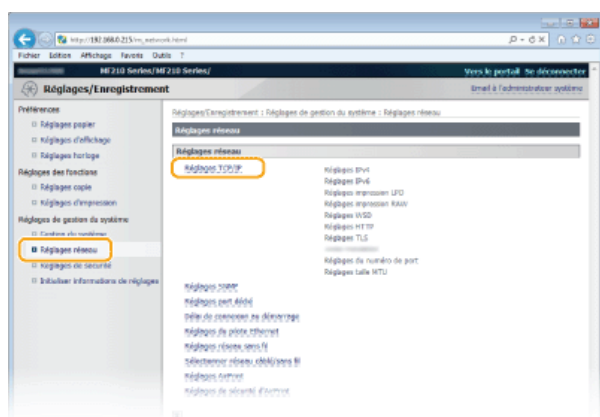 http://192.168.0.215/m_network.html
Fichier Edition Affichage Favoris Outils ?
MF210 Series/MF210 Series/
Vers le portail Se déconnecter
Réglages/Enregistrement
Email à l'administrateur système
Préférences
Réglages papier
Réglages d'affichage
Réglages horloge
Réglages des fonctions
Réglages copie
Réglages d'impression
Réglages de gestion du système
Gestion du système
Réglages réseau
Réglages de sécurité
Initialiser informations de réglages
Réglages/Enregistrement : Réglages de gestion du système : Réglages réseau
Réglages réseau
Réglages réseau
Réglages TCP/IP
Réglages IPv4
Réglages IPv6
Réglages impression LPD
Réglages impression RAW
Réglages WSD
Réglages HTTP
Réglages TLS
Réglages du numéro de port
Réglages taille MTU
Réglages SNMP
Réglages port dédié
Délai de connexion au démarrage
Réglages de pilote Ethernet
Réglages réseau sans fil
Sélectionner réseau câblé/sans fil
Réglages AirPrint
Réglages de sécurité d'AirPrint